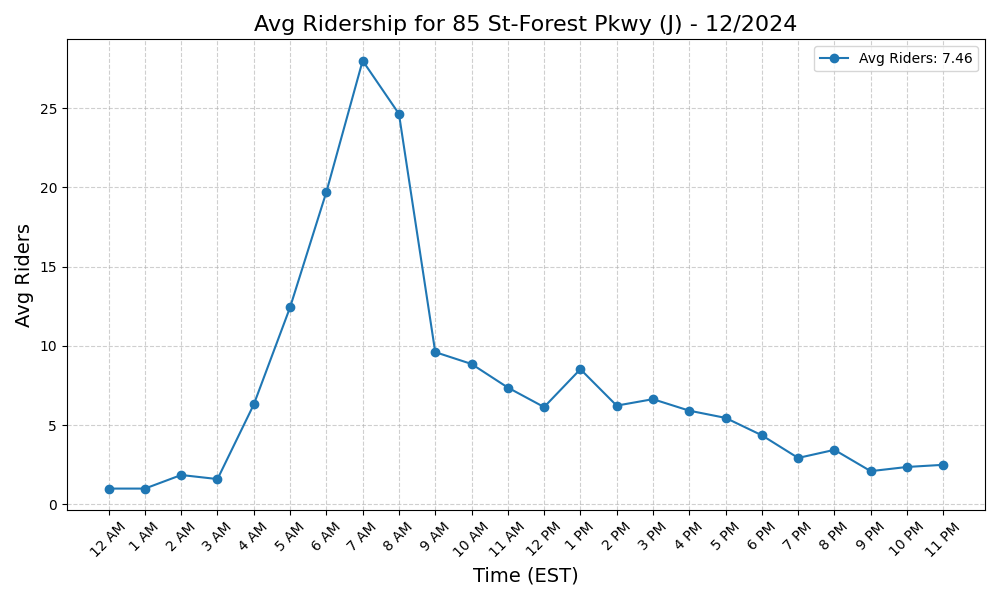 Avg Ridership for 85 St-Forest Pkwy (J) - 12/2024
Avg Riders: 7.46
Avg Riders
25
20
15
10
5
0
12 AM
1 AM
2 AM
3 AM
4 AM
5 AM
6 AM
7 AM
8 AM
9 AM
10 AM
11 AM
12 PM
1 PM
2 PM
3 PM
4 PM
5 PM
6 PM
7 PM
8 PM
9 PM
10 PM
11 PM
Time (EST)